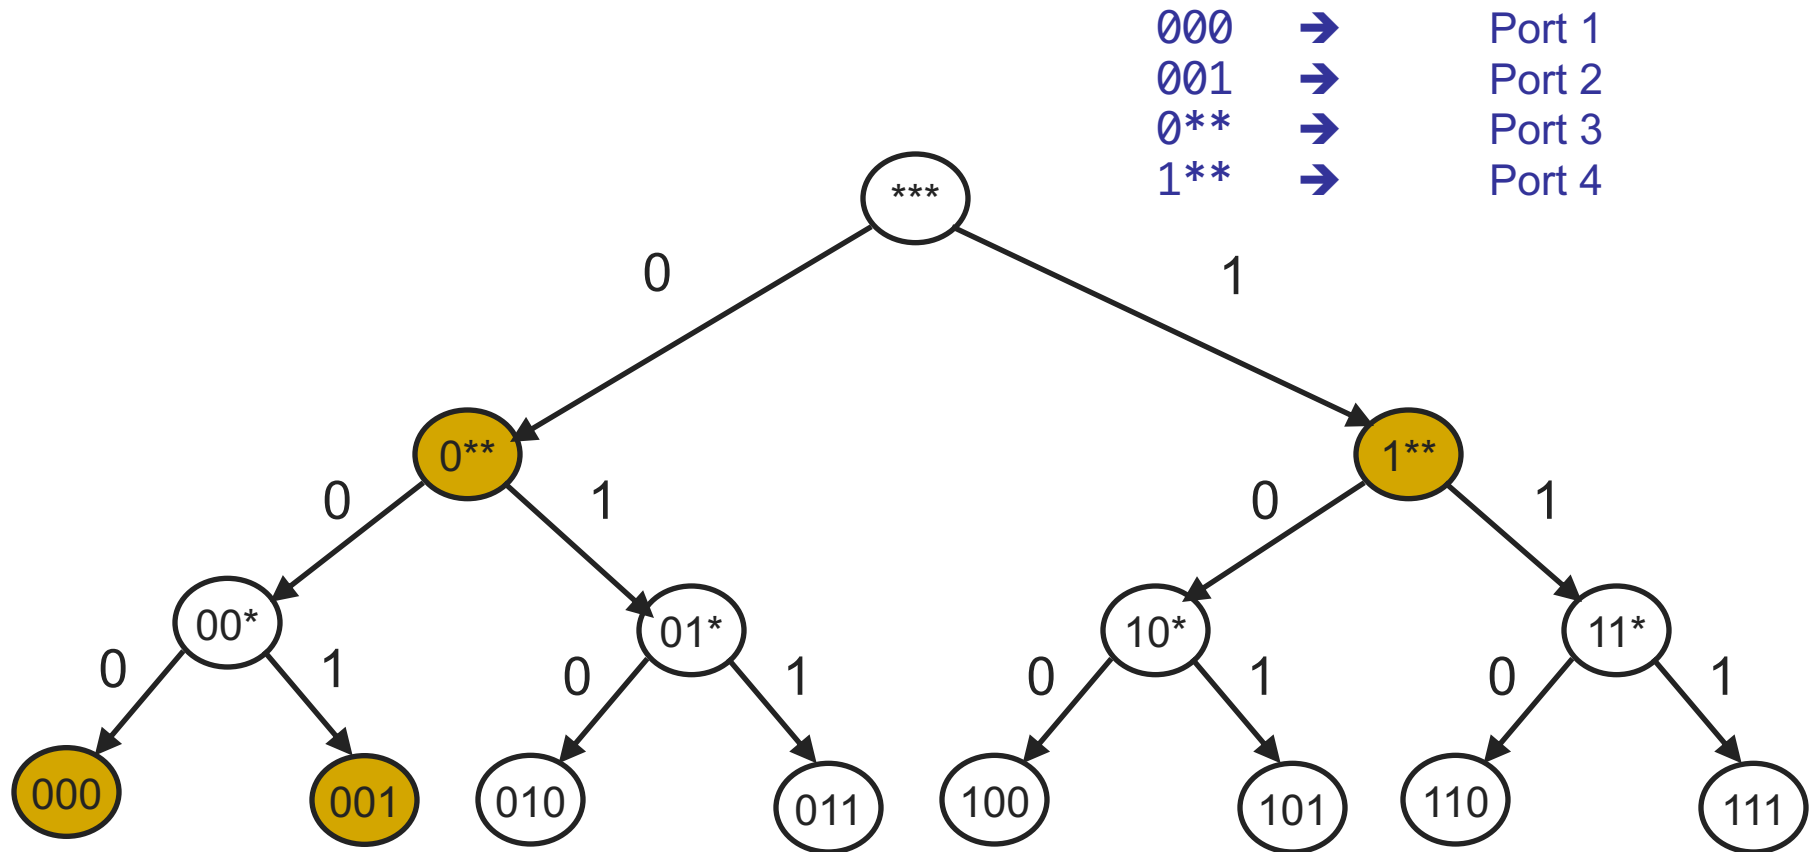 000 ➔ Port 1
001 ➔ Port 2
0** ➔ Port 3
1** ➔ Port 4
***
0 1
0** 1**
0 1 0 1
00* 01* 10* 11*
0 1 0 1 0 1 0 1
000 001 010 011 100 101 110 111